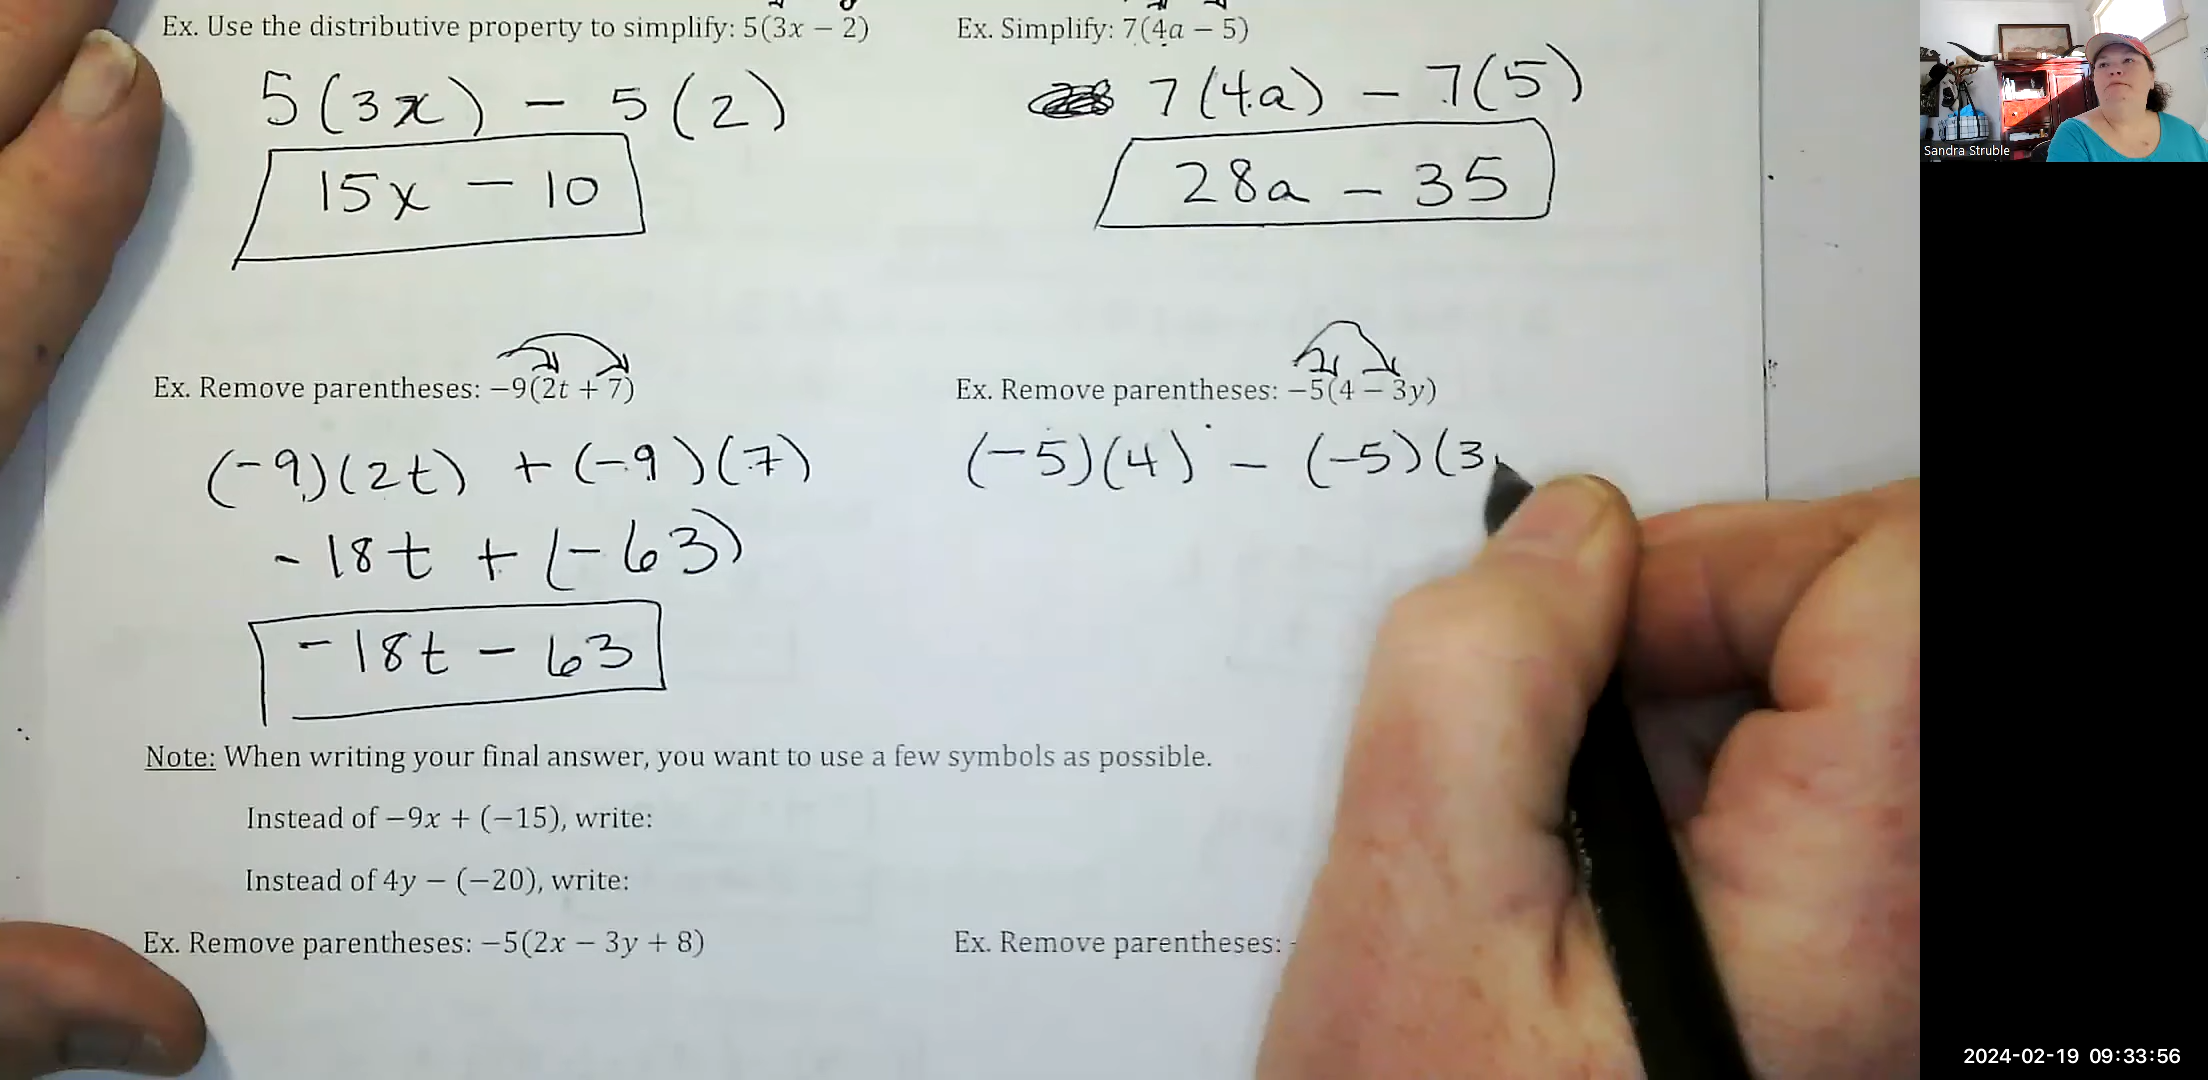 Ex. Use the distributive property to simplify: 5(3x − 2)
5(3x) − 5(2)
15x − 10
Ex. Simplify: 7(4a − 5)
7(4a) − 7(5)
28a − 35
Ex. Remove parentheses: −9(2t + 7)
(−9)(2t) + (−9)(7)
-18t + (−63)
-18t − 63
Ex. Remove parentheses: −5(4 − 3y)
(−5)(4) − (−5)(3
Note: When writing your final answer, you want to use a few symbols as possible.
Instead of −9x + (−15), write:
Instead of 4y − (−20), write:
Ex. Remove parentheses: −5(2x − 3y + 8)
Ex. Remove parentheses: -
Sandra Struble
2024-02-19 09:33:56